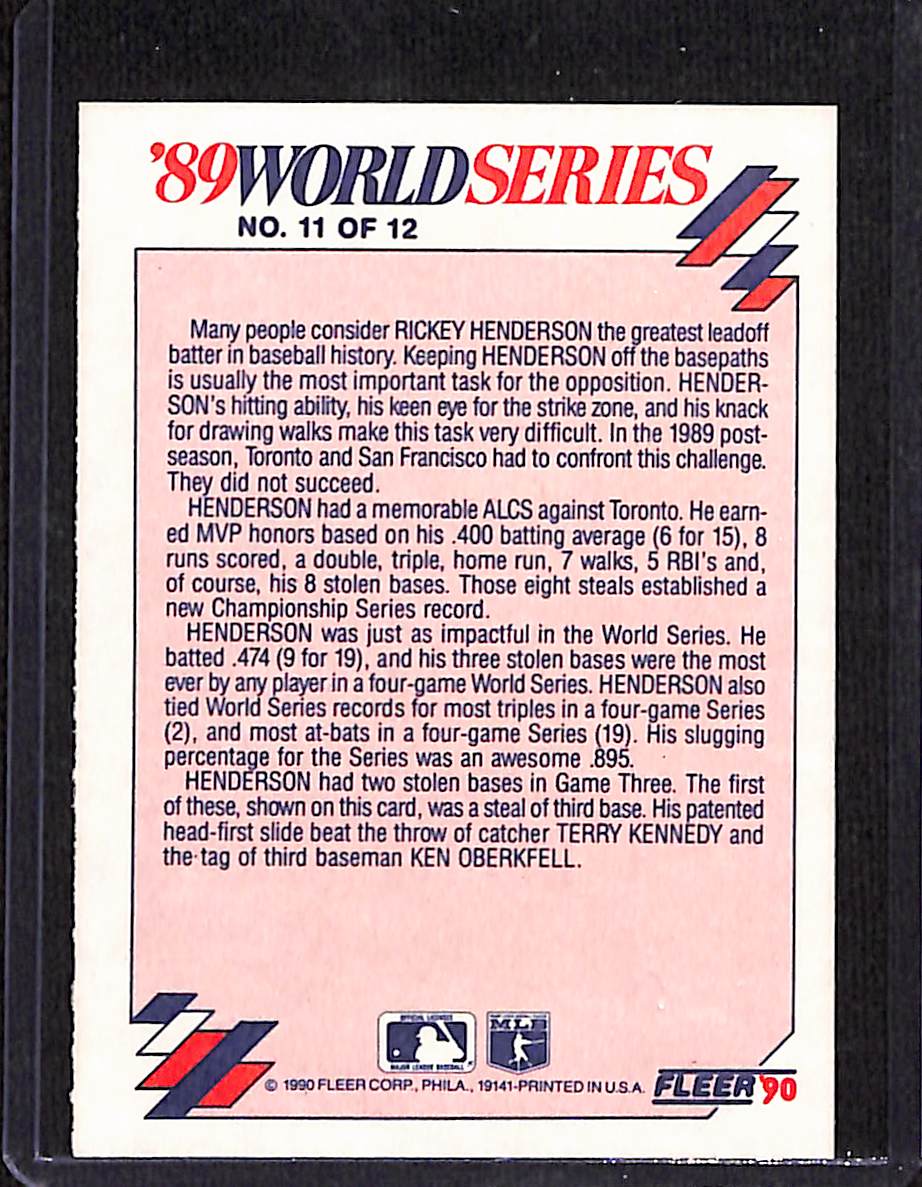 '89WORLDSERIES
NO. 11 OF 12
Many people consider RICKEY HENDERSON the greatest leadoff
batter in baseball history. Keeping HENDERSON off the basepaths
is usually the most important task for the opposition. HENDER-
SON's hitting ability, his keen eye for the strike zone, and his knack
for drawing walks make this task very difficult. In the 1989 post-
season, Toronto and San Francisco had to confront this challenge.
They did not succeed.
HENDERSON had a memorable ALCS against Toronto. He earn-
ed MVP honors based on his .400 batting average (6 for 15), 8
runs scored, a double, triple, home run, 7 walks, 5 RBI's and,
of course, his 8 stolen bases. Those eight steals established a
new Championship Series record.
HENDERSON was just as impactful in the World Series. He
batted .474 (9 for 19), and his three stolen bases were the most
ever by any player in a four-game World Series. HENDERSON also
tied World Series records for most triples in a four-game Series
(2), and most at-bats in a four-game Series (19). His slugging
percentage for the Series was an awesome .895.
HENDERSON had two stolen bases in Game Three. The first
of these, shown on this card, was a steal of third base. His patented
head-first slide beat the throw of catcher TERRY KENNEDY and
the tag of third baseman KEN OBERKFELL.
OFFICIAL LICENSEE
MAJOR LEAGUE BASEBALL
MLB
© 1990 FLEER CORP., PHILA., 19141-PRINTED IN U.S.A.
FLEER '90